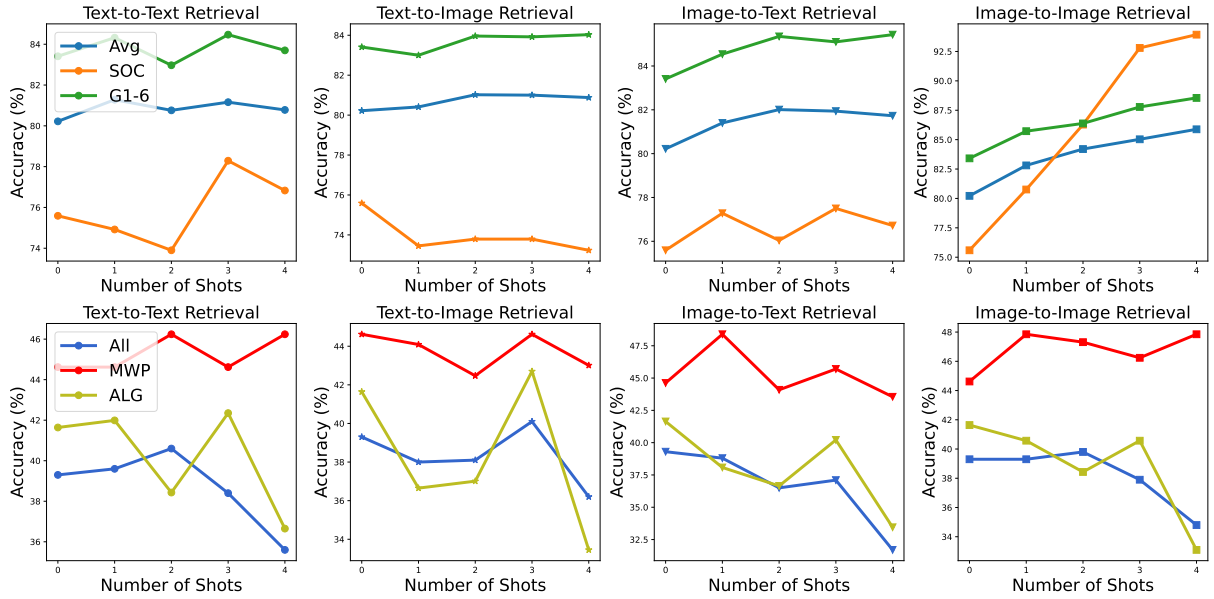 Text-to-Text Retrieval
Accuracy (%)
84
82
80
78
76
74
Avg
SOC
G1-6
0 1 2 3 4
Number of Shots
Text-to-Image Retrieval
Accuracy (%)
84
82
80
78
76
74
0 1 2 3 4
Number of Shots
Image-to-Text Retrieval
Accuracy (%)
84
82
80
78
76
0 1 2 3 4
Number of Shots
Image-to-Image Retrieval
Accuracy (%)
92.5
90.0
87.5
85.0
82.5
80.0
77.5
75.0
0 1 2 3 4
Number of Shots
Text-to-Text Retrieval
Accuracy (%)
46
44
42
40
38
36
All
MWP
ALG
0 1 2 3 4
Number of Shots
Text-to-Image Retrieval
Accuracy (%)
44
42
40
38
36
34
0 1 2 3 4
Number of Shots
Image-to-Text Retrieval
Accuracy (%)
47.5
45.0
42.5
40.0
37.5
35.0
32.5
0 1 2 3 4
Number of Shots
Image-to-Image Retrieval
Accuracy (%)
48
46
44
42
40
38
36
34
0 1 2 3 4
Number of Shots